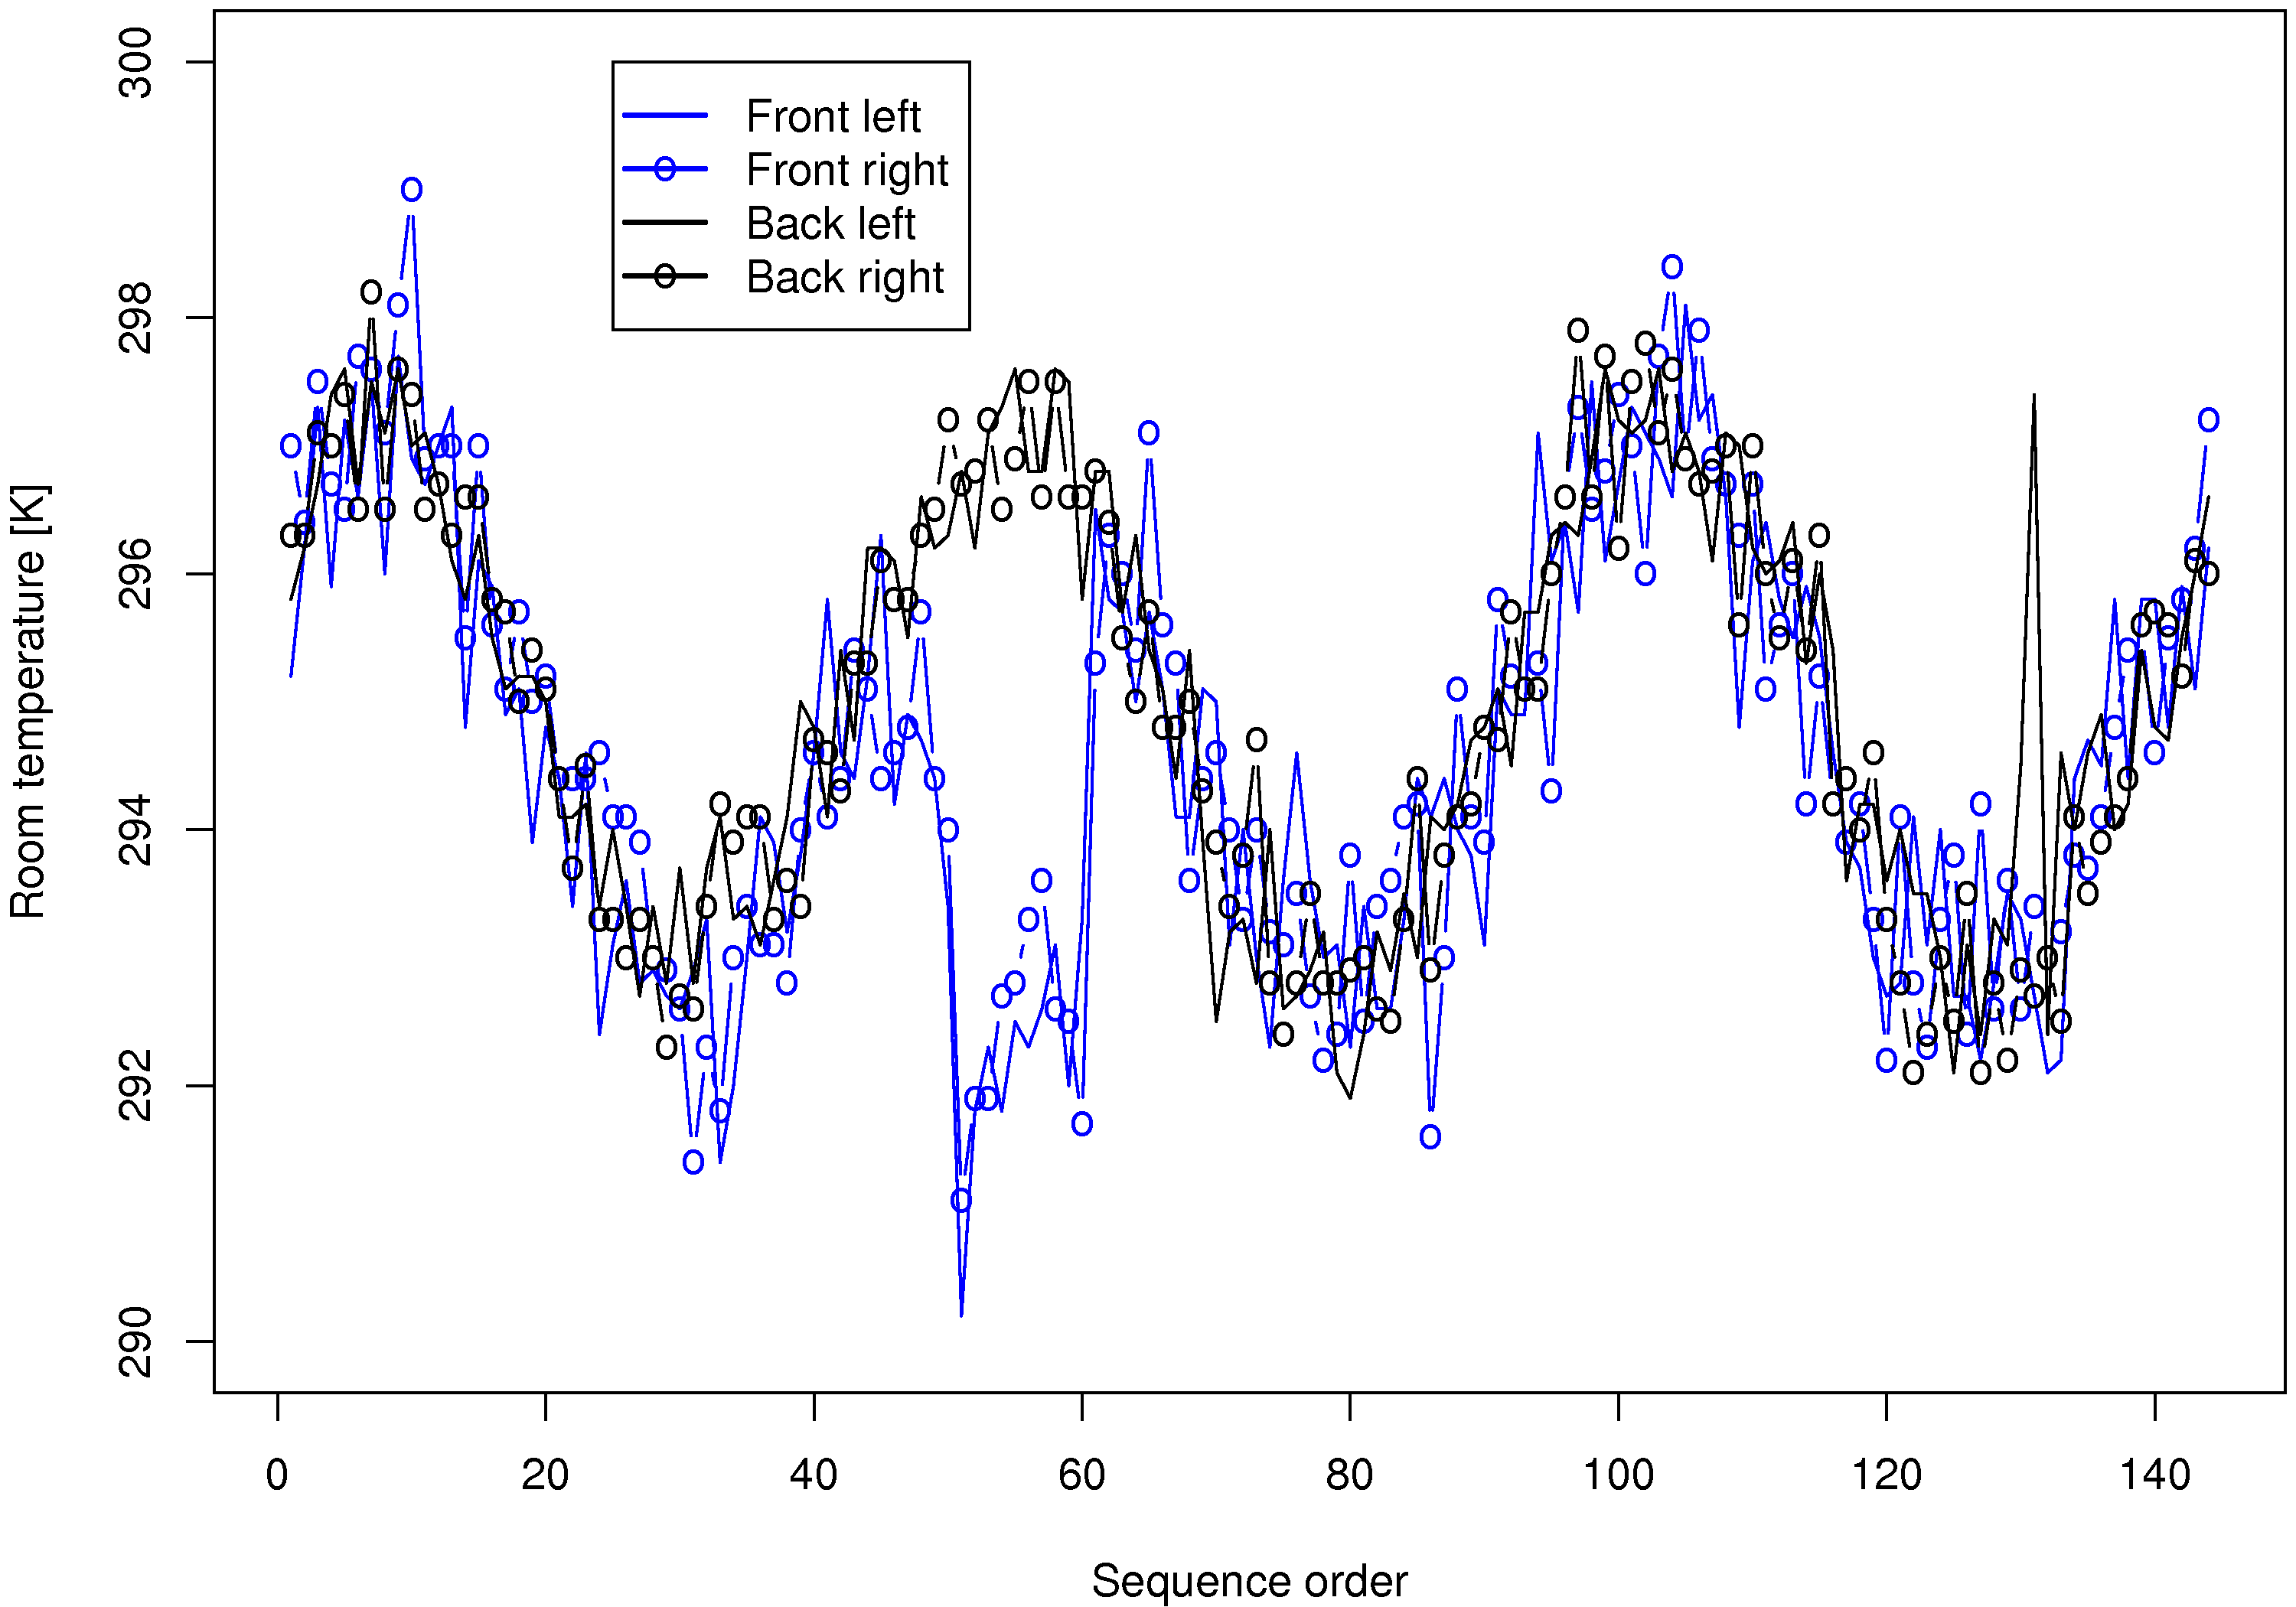 300
298
296
294
292
290
Room temperature [K]
Front left
Front right
Back left
Back right
0 20 40 60 80 100 120 140
Sequence order